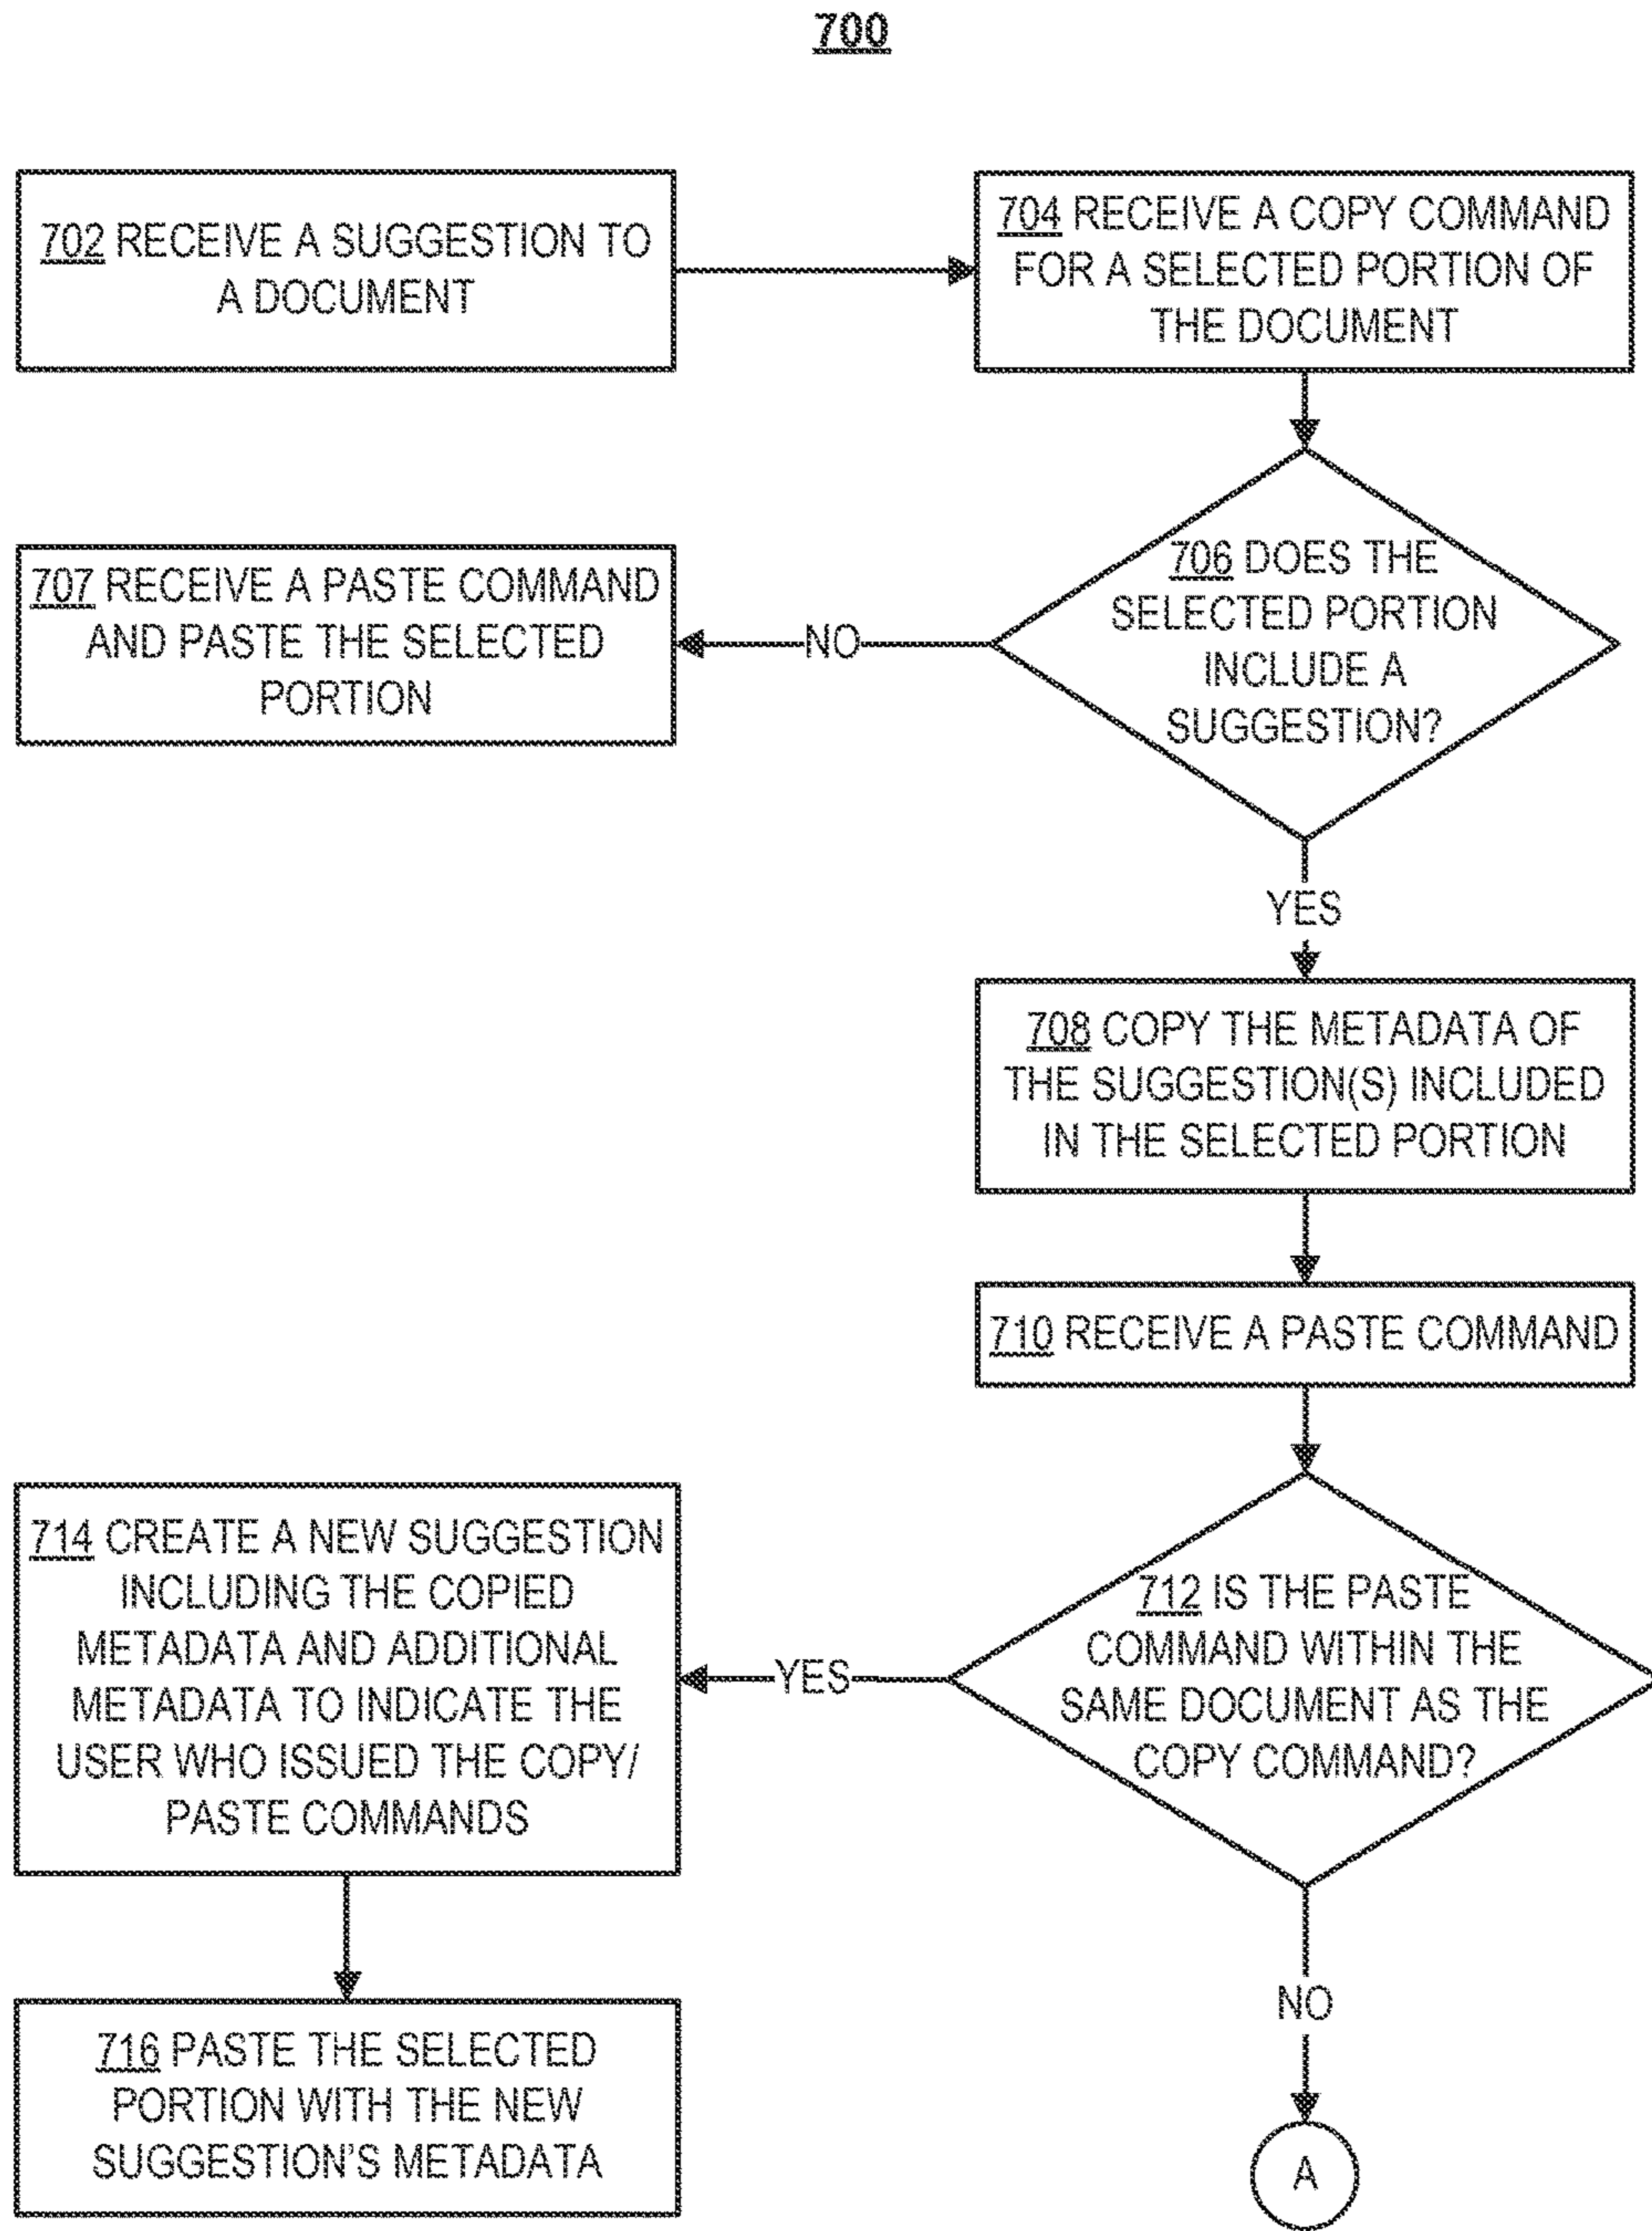 700
702 RECEIVE A SUGGESTION TO
A DOCUMENT
704 RECEIVE A COPY COMMAND
FOR A SELECTED PORTION OF
THE DOCUMENT
706 DOES THE
SELECTED PORTION
INCLUDE A
SUGGESTION?
NO
707 RECEIVE A PASTE COMMAND
AND PASTE THE SELECTED
PORTION
YES
708 COPY THE METADATA OF
THE SUGGESTION(S) INCLUDED
IN THE SELECTED PORTION
710 RECEIVE A PASTE COMMAND
712 IS THE PASTE
COMMAND WITHIN THE
SAME DOCUMENT AS THE
COPY COMMAND?
YES
714 CREATE A NEW SUGGESTION
INCLUDING THE COPIED
METADATA AND ADDITIONAL
METADATA TO INDICATE THE
USER WHO ISSUED THE COPY/
PASTE COMMANDS
716 PASTE THE SELECTED
PORTION WITH THE NEW
SUGGESTION'S METADATA
NO
A